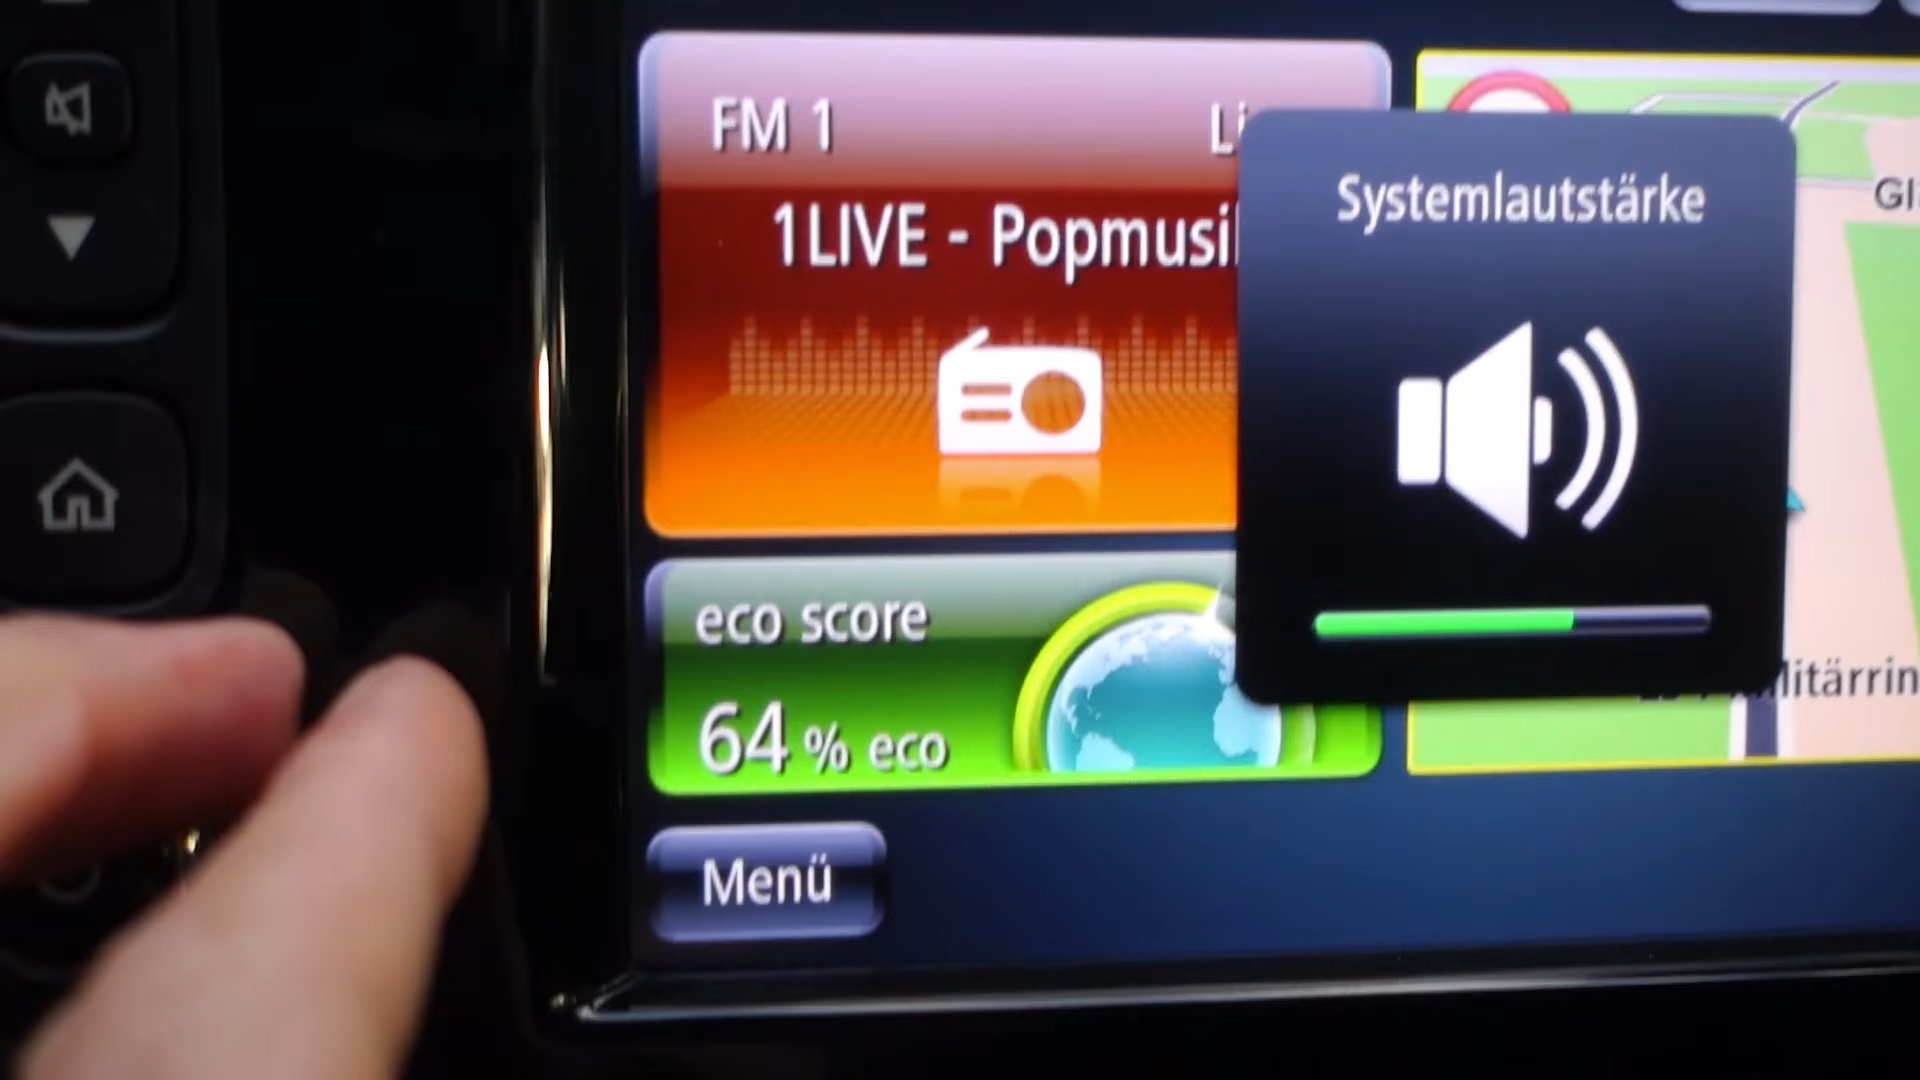 FM 1
1LIVE - Popmusi
Systemlautstärke
eco score
64 % eco
Menü